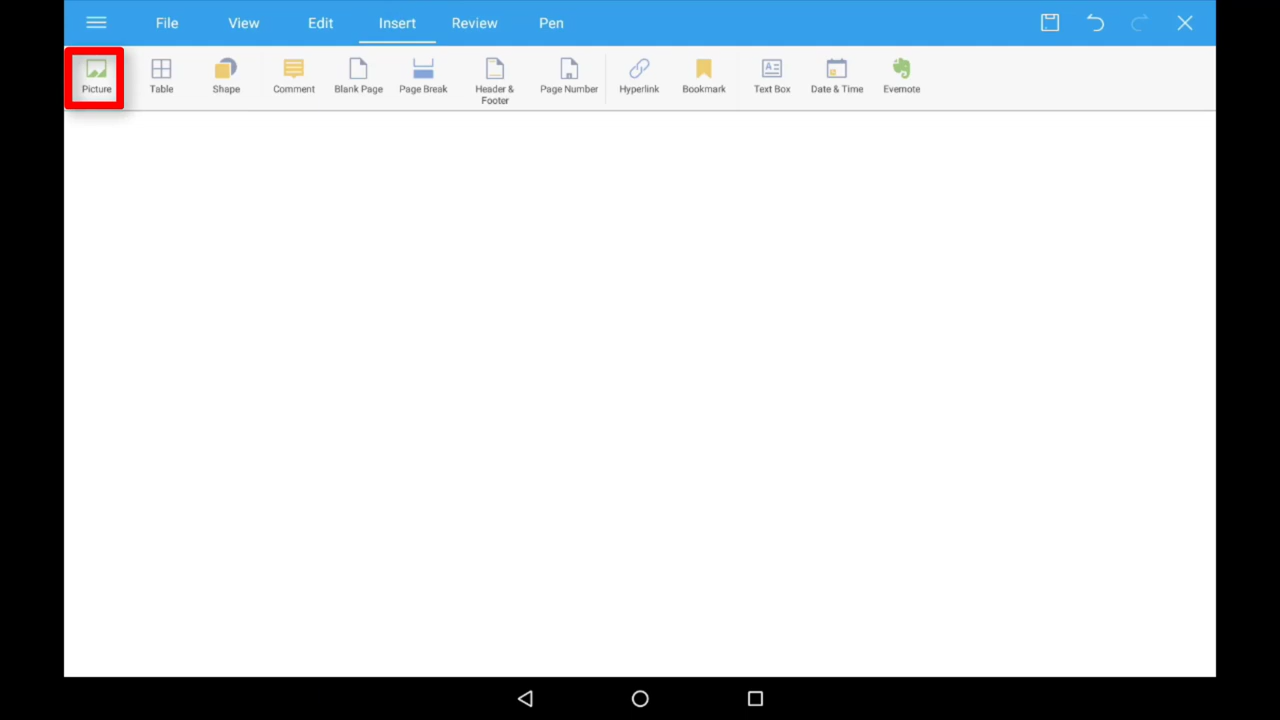 File View Edit Insert Review Pen
Picture Table Shape Comment Blank Page Page Break Header & Footer Page Number Hyperlink Bookmark Text Box Date & Time Evernote